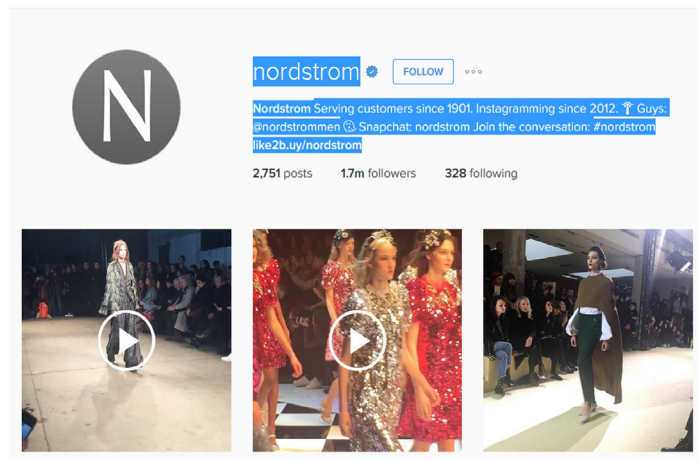 N
nordstrom FOLLOW
Nordstrom Serving customers since 1901. Instagramming since 2012. Guys:
@nordstrommen Snapchat: nordstrom Join the conversation: #nordstrom
like2b.uy/nordstrom
2,751 posts 1.7m followers 328 following